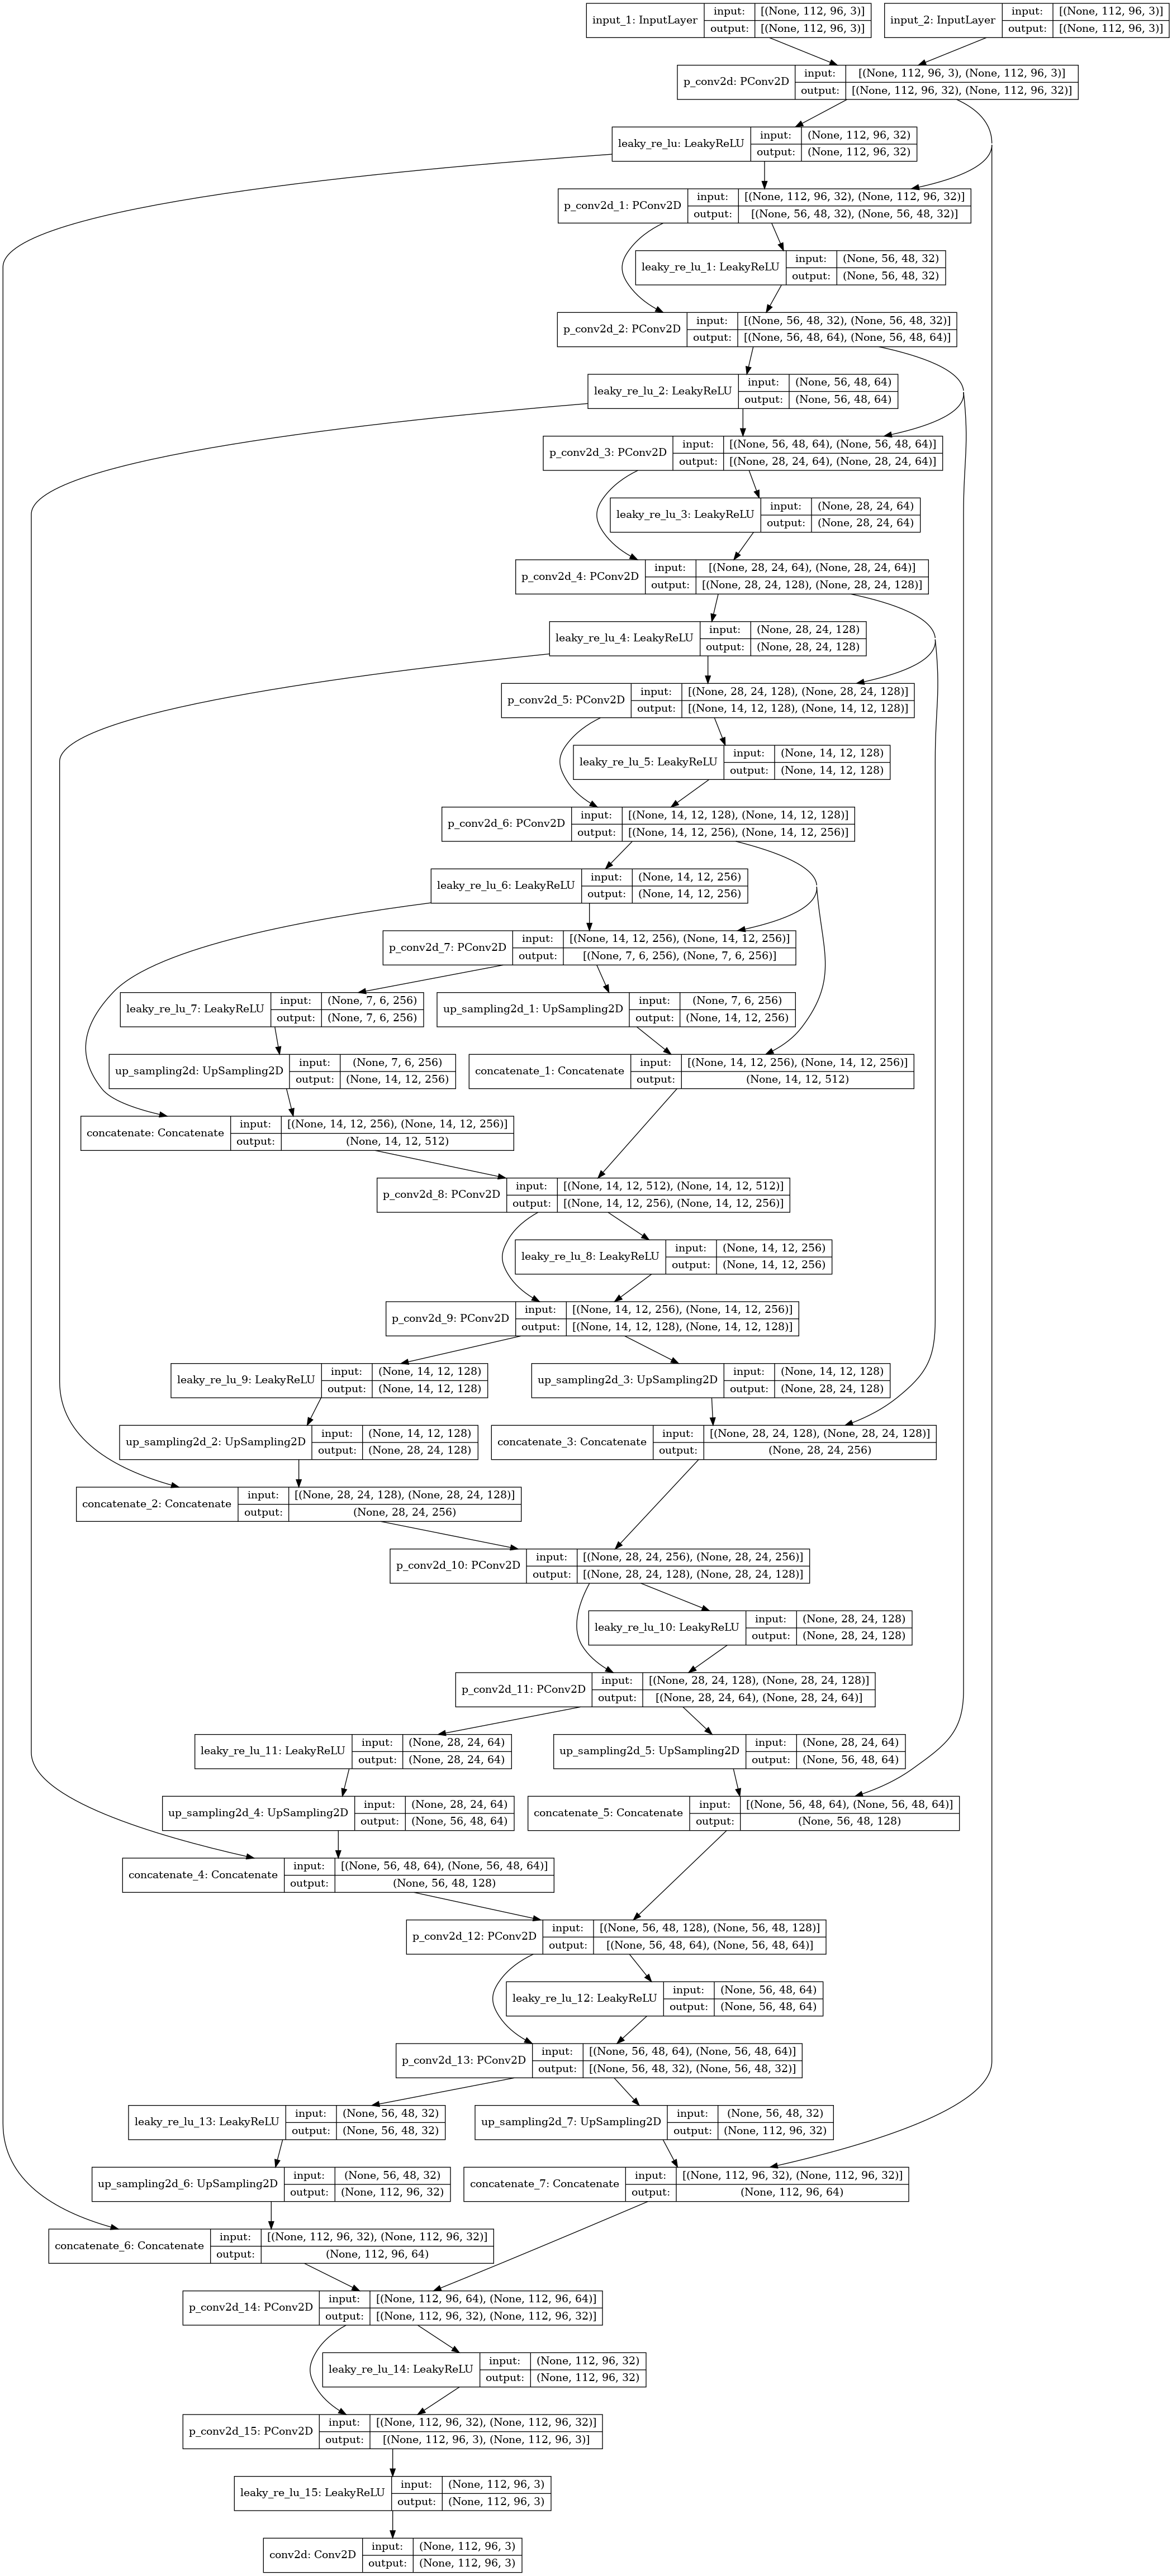 input_1: InputLayer input: [(None, 112, 96, 3)]
output: [(None, 112, 96, 3)]
input_2: InputLayer input: [(None, 112, 96, 3)]
output: [(None, 112, 96, 3)]
p_conv2d: PConv2D input: [(None, 112, 96, 3), (None, 112, 96, 3)]
output: [(None, 112, 96, 32), (None, 112, 96, 32)]
leaky_re_lu: LeakyReLU input: (None, 112, 96, 32)
output: (None, 112, 96, 32)
p_conv2d_1: PConv2D input: [(None, 112, 96, 32), (None, 112, 96, 32)]
output: [(None, 56, 48, 32), (None, 56, 48, 32)]
leaky_re_lu_1: LeakyReLU input: (None, 56, 48, 32)
output: (None, 56, 48, 32)
p_conv2d_2: PConv2D input: [(None, 56, 48, 32), (None, 56, 48, 32)]
output: [(None, 56, 48, 64), (None, 56, 48, 64)]
leaky_re_lu_2: LeakyReLU input: (None, 56, 48, 64)
output: (None, 56, 48, 64)
p_conv2d_3: PConv2D input: [(None, 56, 48, 64), (None, 56, 48, 64)]
output: [(None, 28, 24, 64), (None, 28, 24, 64)]
leaky_re_lu_3: LeakyReLU input: (None, 28, 24, 64)
output: (None, 28, 24, 64)
p_conv2d_4: PConv2D input: [(None, 28, 24, 64), (None, 28, 24, 64)]
output: [(None, 28, 24, 128), (None, 28, 24, 128)]
leaky_re_lu_4: LeakyReLU input: (None, 28, 24, 128)
output: (None, 28, 24, 128)
p_conv2d_5: PConv2D input: [(None, 28, 24, 128), (None, 28, 24, 128)]
output: [(None, 14, 12, 128), (None, 14, 12, 128)]
leaky_re_lu_5: LeakyReLU input: (None, 14, 12, 128)
output: (None, 14, 12, 128)
p_conv2d_6: PConv2D input: [(None, 14, 12, 128), (None, 14, 12, 128)]
output: [(None, 14, 12, 256), (None, 14, 12, 256)]
leaky_re_lu_6: LeakyReLU input: (None, 14, 12, 256)
output: (None, 14, 12, 256)
p_conv2d_7: PConv2D input: [(None, 14, 12, 256), (None, 14, 12, 256)]
output: [(None, 7, 6, 256), (None, 7, 6, 256)]
leaky_re_lu_7: LeakyReLU input: (None, 7, 6, 256)
output: (None, 7, 6, 256)
up_sampling2d_1: UpSampling2D input: (None, 7, 6, 256)
output: (None, 14, 12, 256)
up_sampling2d: UpSampling2D input: (None, 7, 6, 256)
output: (None, 14, 12, 256)
concatenate_1: Concatenate input: [(None, 14, 12, 256), (None, 14, 12, 256)]
output: (None, 14, 12, 512)
concatenate: Concatenate input: [(None, 14, 12, 256), (None, 14, 12, 256)]
output: (None, 14, 12, 512)
p_conv2d_8: PConv2D input: [(None, 14, 12, 512), (None, 14, 12, 512)]
output: [(None, 14, 12, 256), (None, 14, 12, 256)]
leaky_re_lu_8: LeakyReLU input: (None, 14, 12, 256)
output: (None, 14, 12, 256)
p_conv2d_9: PConv2D input: [(None, 14, 12, 256), (None, 14, 12, 256)]
output: [(None, 14, 12, 128), (None, 14, 12, 128)]
leaky_re_lu_9: LeakyReLU input: (None, 14, 12, 128)
output: (None, 14, 12, 128)
up_sampling2d_3: UpSampling2D input: (None, 14, 12, 128)
output: (None, 28, 24, 128)
up_sampling2d_2: UpSampling2D input: (None, 14, 12, 128)
output: (None, 28, 24, 128)
concatenate_3: Concatenate input: [(None, 28, 24, 128), (None, 28, 24, 128)]
output: (None, 28, 24, 256)
concatenate_2: Concatenate input: [(None, 28, 24, 128), (None, 28, 24, 128)]
output: (None, 28, 24, 256)
p_conv2d_10: PConv2D input: [(None, 28, 24, 256), (None, 28, 24, 256)]
output: [(None, 28, 24, 128), (None, 28, 24, 128)]
leaky_re_lu_10: LeakyReLU input: (None, 28, 24, 128)
output: (None, 28, 24, 128)
p_conv2d_11: PConv2D input: [(None, 28, 24, 128), (None, 28, 24, 128)]
output: [(None, 28, 24, 64), (None, 28, 24, 64)]
leaky_re_lu_11: LeakyReLU input: (None, 28, 24, 64)
output: (None, 28, 24, 64)
up_sampling2d_5: UpSampling2D input: (None, 28, 24, 64)
output: (None, 56, 48, 64)
up_sampling2d_4: UpSampling2D input: (None, 28, 24, 64)
output: (None, 56, 48, 64)
concatenate_5: Concatenate input: [(None, 56, 48, 64), (None, 56, 48, 64)]
output: (None, 56, 48, 128)
concatenate_4: Concatenate input: [(None, 56, 48, 64), (None, 56, 48, 64)]
output: (None, 56, 48, 128)
p_conv2d_12: PConv2D input: [(None, 56, 48, 128), (None, 56, 48, 128)]
output: [(None, 56, 48, 64), (None, 56, 48, 64)]
leaky_re_lu_12: LeakyReLU input: (None, 56, 48, 64)
output: (None, 56, 48, 64)
p_conv2d_13: PConv2D input: [(None, 56, 48, 64), (None, 56, 48, 64)]
output: [(None, 56, 48, 32), (None, 56, 48, 32)]
leaky_re_lu_13: LeakyReLU input: (None, 56, 48, 32)
output: (None, 56, 48, 32)
up_sampling2d_7: UpSampling2D input: (None, 56, 48, 32)
output: (None, 112, 96, 32)
up_sampling2d_6: UpSampling2D input: (None, 56, 48, 32)
output: (None, 112, 96, 32)
concatenate_7: Concatenate input: [(None, 112, 96, 32), (None, 112, 96, 32)]
output: (None, 112, 96, 64)
concatenate_6: Concatenate input: [(None, 112, 96, 32), (None, 112, 96, 32)]
output: (None, 112, 96, 64)
p_conv2d_14: PConv2D input: [(None, 112, 96, 64), (None, 112, 96, 64)]
output: [(None, 112, 96, 32), (None, 112, 96, 32)]
leaky_re_lu_14: LeakyReLU input: (None, 112, 96, 32)
output: (None, 112, 96, 32)
p_conv2d_15: PConv2D input: [(None, 112, 96, 32), (None, 112, 96, 32)]
output: [(None, 112, 96, 3), (None, 112, 96, 3)]
leaky_re_lu_15: LeakyReLU input: (None, 112, 96, 3)
output: (None, 112, 96, 3)
conv2d: Conv2D input: (None, 112, 96, 3)
output: (None, 112, 96, 3)